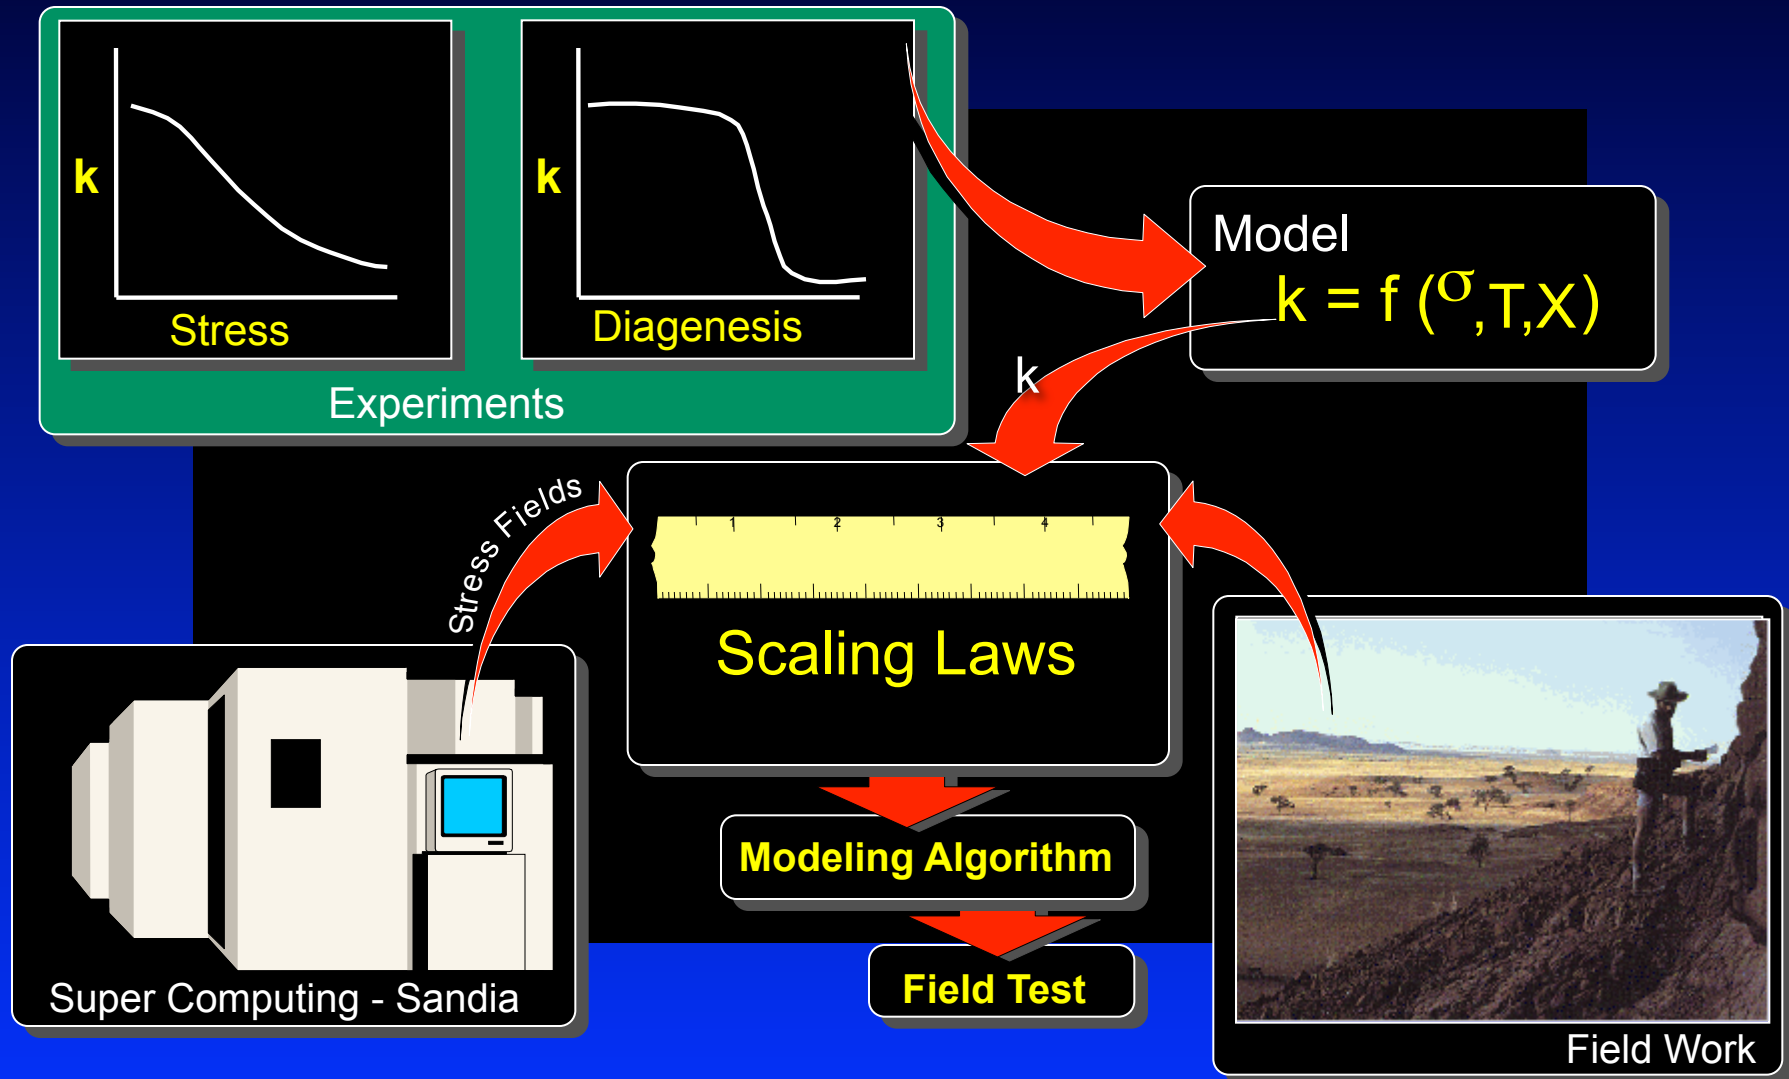 k
Stress
k
Diagenesis
Experiments
Model
k = f (σ,T,X)
k
Stress Fields
1 2 3 4
Scaling Laws
Modeling Algorithm
Field Test
Super Computing - Sandia
Field Work